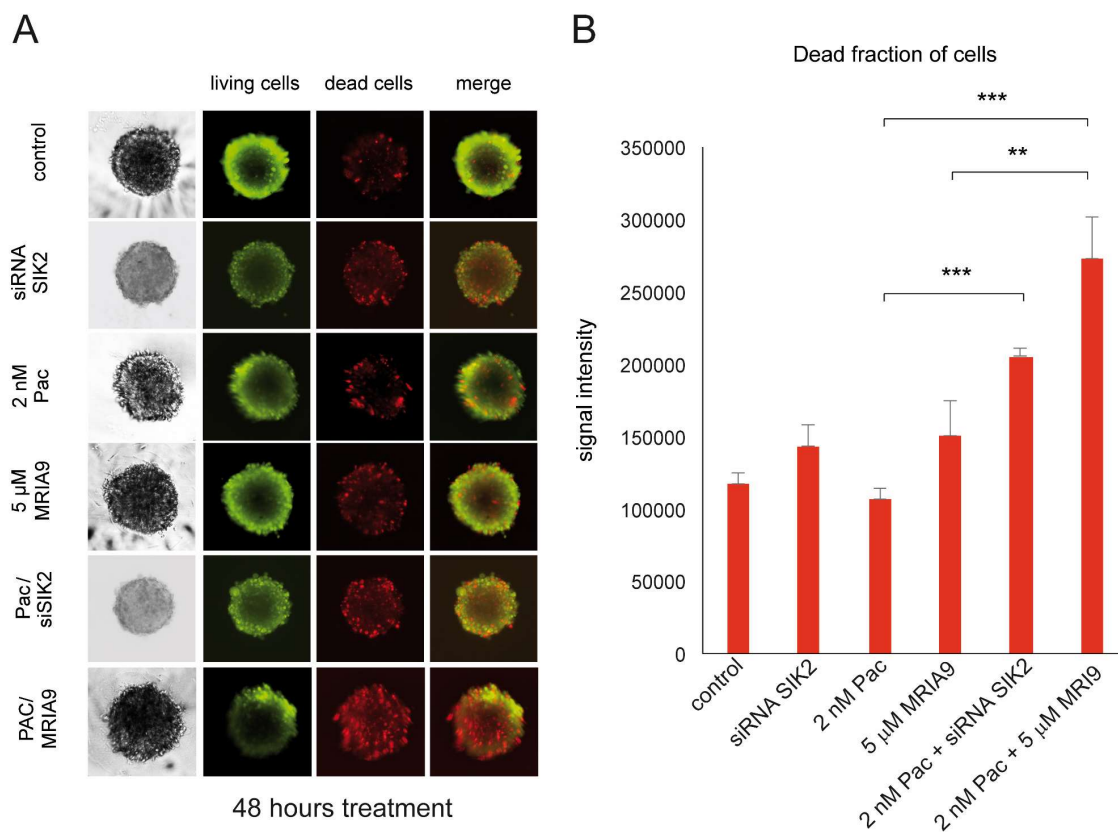 A
living cells
dead cells
merge
control
siRNA
SIK2
2 nM
Pac
5 µM
MRIA9
Pac/
siSIK2
PAC/
MRIA9
48 hours treatment
B
Dead fraction of cells
***
**
***
signal intensity
350000
300000
250000
200000
150000
100000
50000
0
control
siRNA SIK2
2 nM Pac
5 µM MRIA9
2 nM Pac + siRNA SIK2
2 nM Pac + 5 µM MRI9